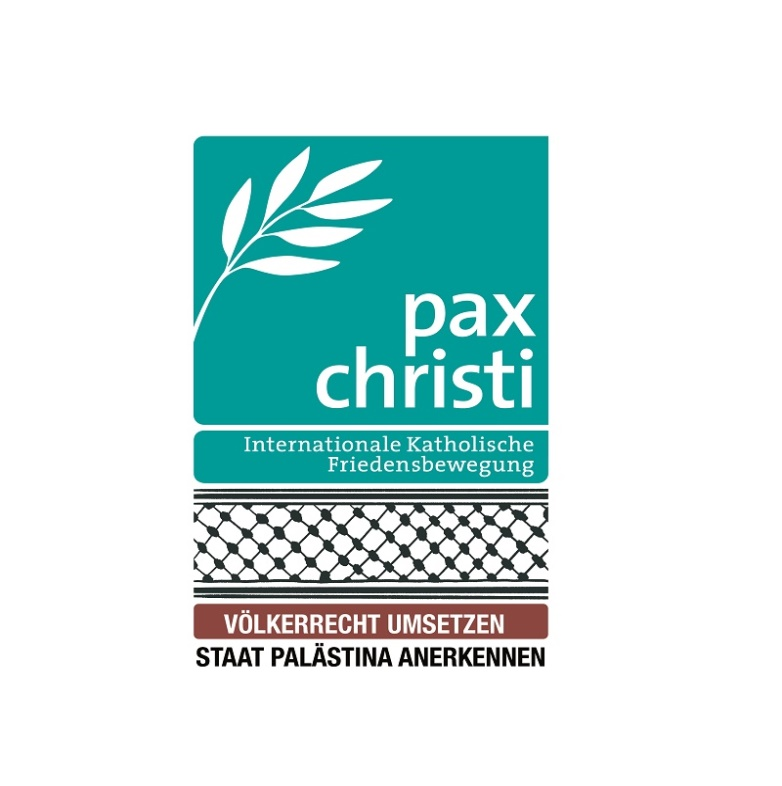 pax
christi
Internationale Katholische
Friedensbewegung
VÖLKERRECHT UMSETZEN
STAAT PALÄSTINA ANERKENNEN